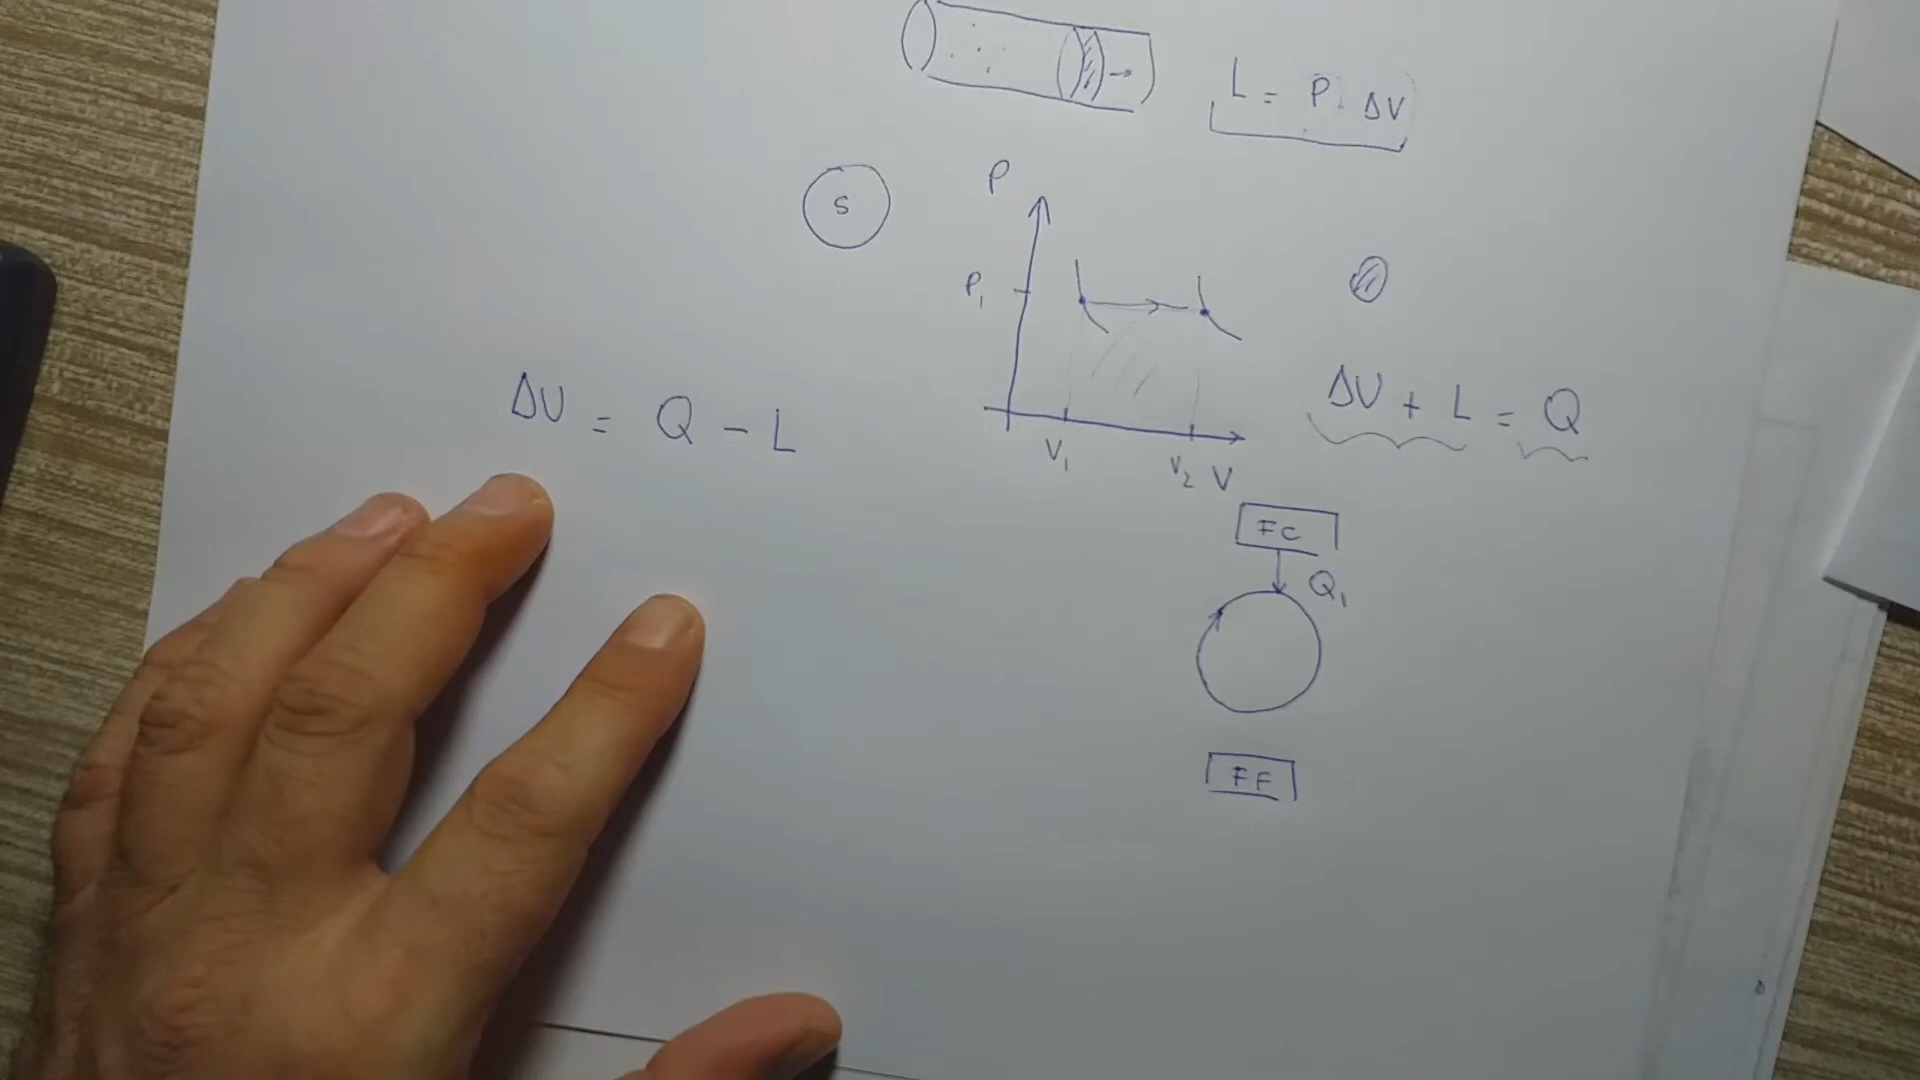 L = P · ΔV
S
P
P₁
V₁
V₂ V
ΔU = Q - L
ΔU + L = Q
FC
Q₁
FF